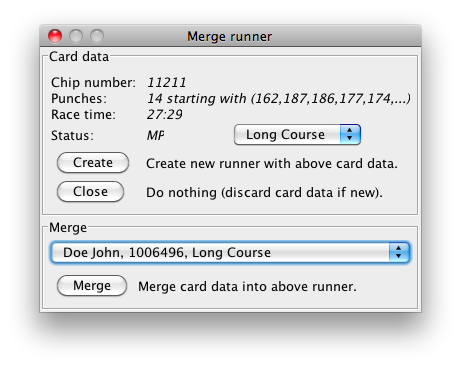 Merge runner
Card data
Chip number: 11211
Punches: 14 starting with (162,187,186,177,174,...)
Race time: 27:29
Status: MP Long Course
Create Create new runner with above card data.
Close Do nothing (discard card data if new).
Merge
Doe John, 1006496, Long Course
Merge Merge card data into above runner.